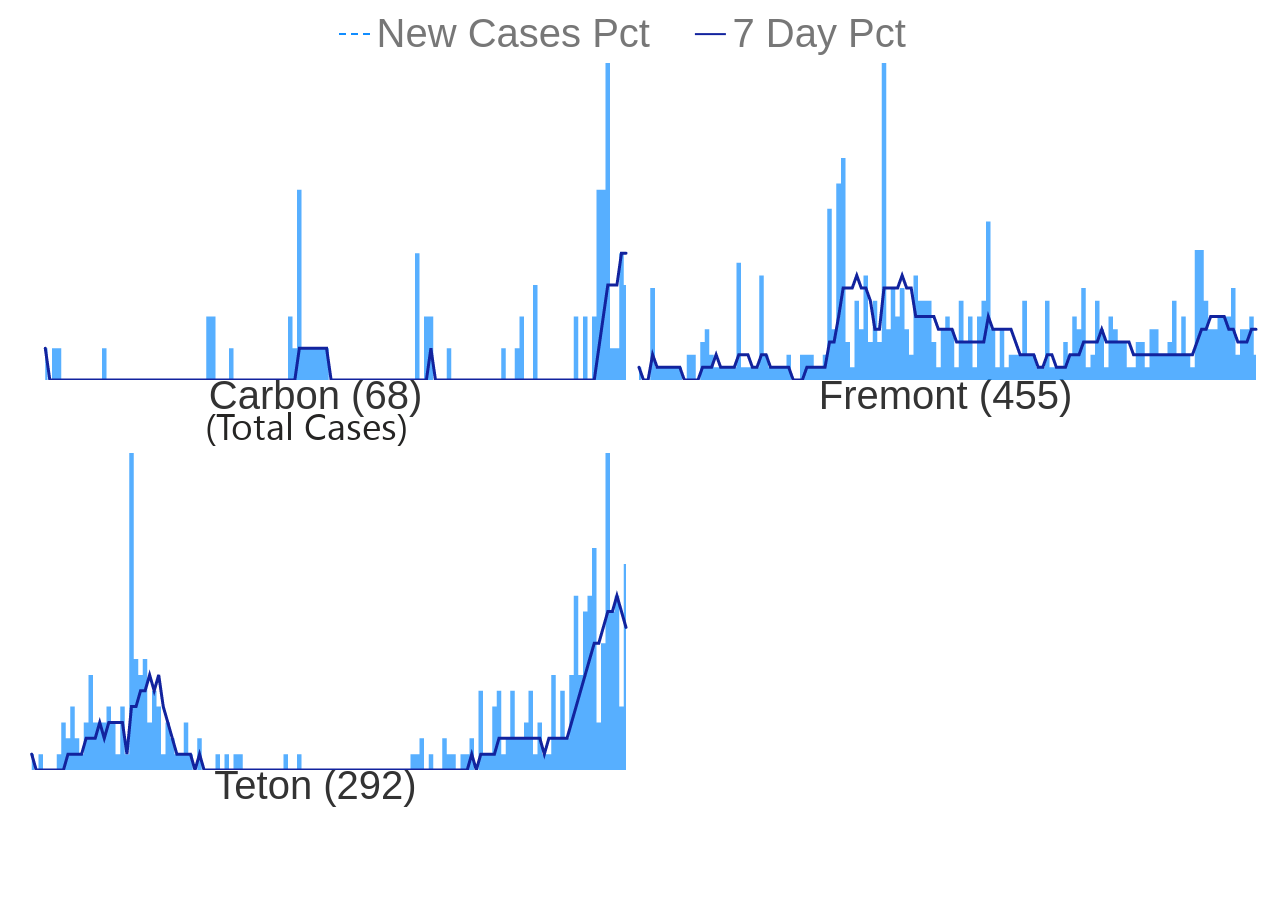 New Cases Pct 7 Day Pct
Carbon (68)
(Total Cases)
Fremont (455)
Teton (292)